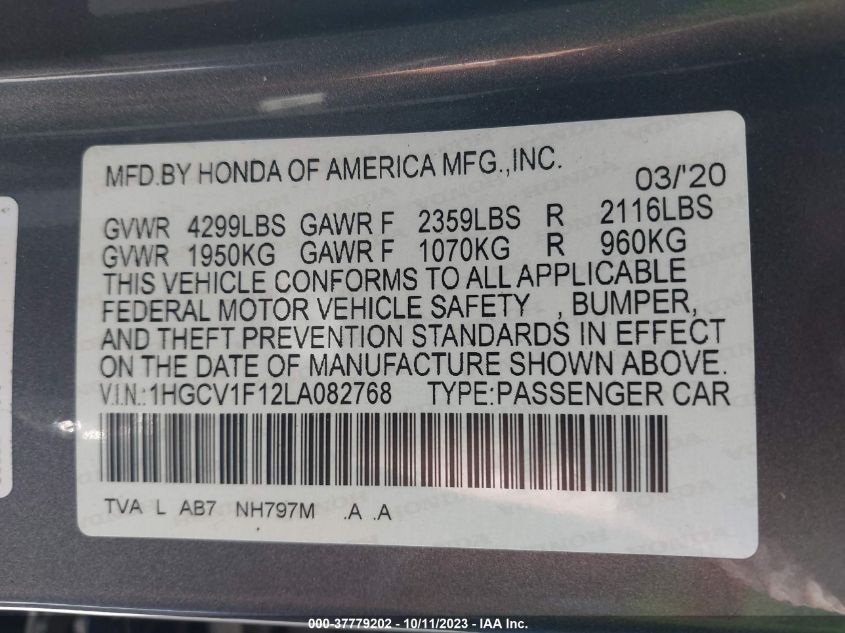 MFD.BY HONDA OF AMERICA MFG.,INC. 03/'20
GVWR 4299LBS GAWR F 2359LBS R 2116LBS
GVWR 1950KG GAWR F 1070KG R 960KG
THIS VEHICLE CONFORMS TO ALL APPLICABLE
FEDERAL MOTOR VEHICLE SAFETY , BUMPER,
AND THEFT PREVENTION STANDARDS IN EFFECT
ON THE DATE OF MANUFACTURE SHOWN ABOVE.
V.I.N.:1HGCV1F12LA082768 TYPE:PASSENGER CAR
TVA L AB7 NH797M .A .A
000-37779202 - 10/11/2023 - IAA Inc.